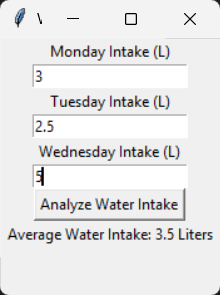 Monday Intake (L)
3
Tuesday Intake (L)
2.5
Wednesday Intake (L)
5
Analyze Water Intake
Average Water Intake: 3.5 Liters